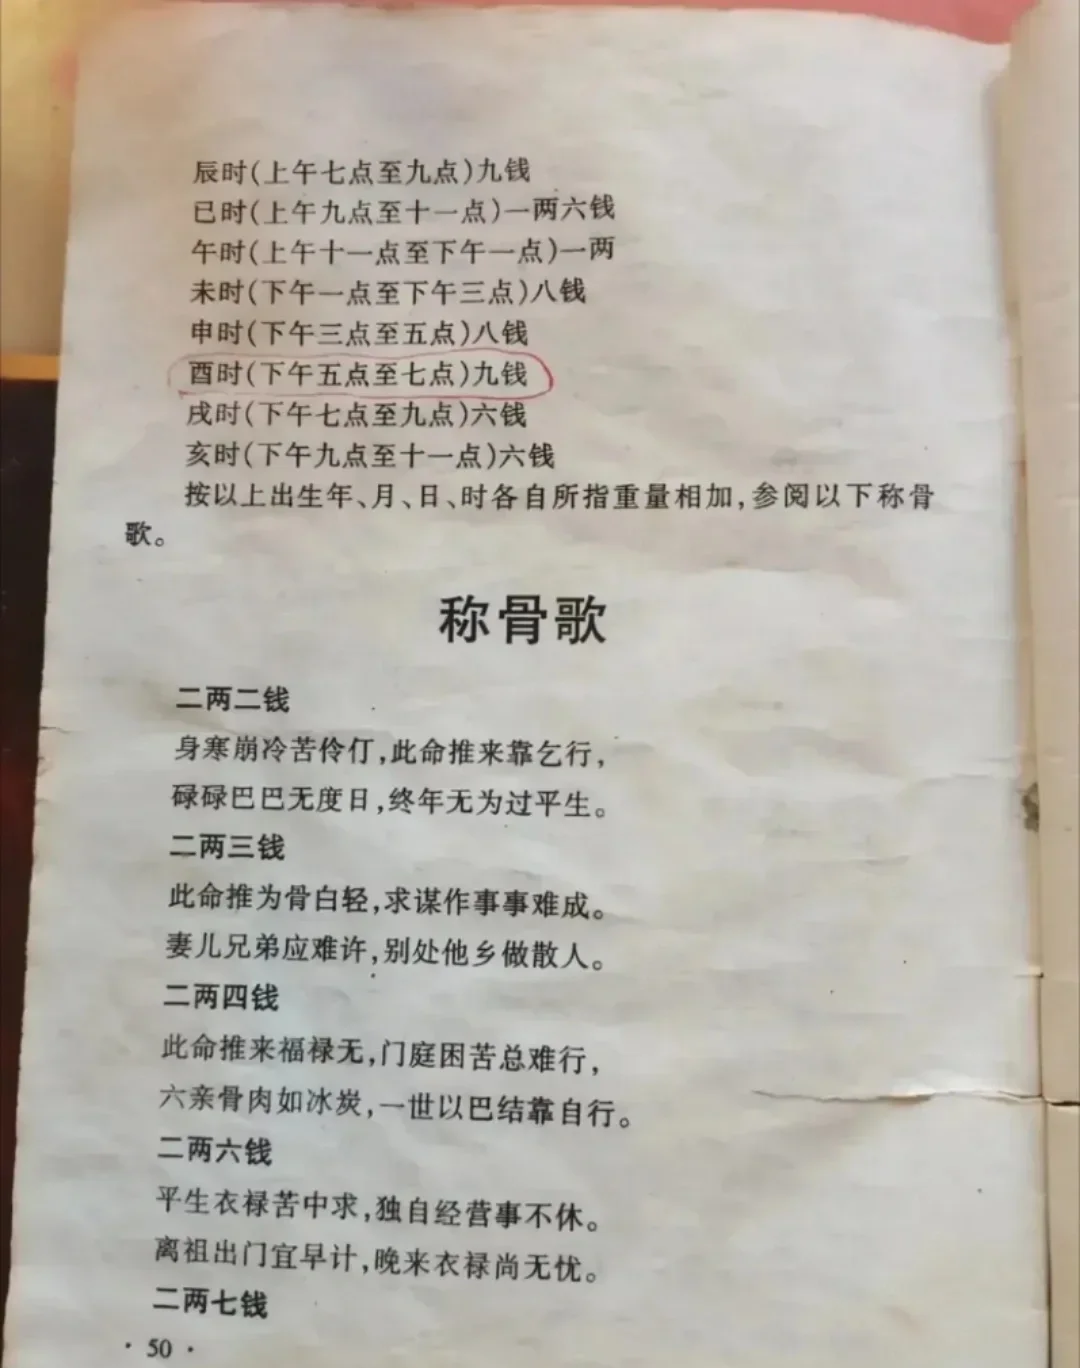 辰时(上午七点至九点)九钱
巳时(上午九点至十一点)一两六钱
午时(上午十一点至下午一点)一两
未时(下午一点至下午三点)八钱
申时(下午三点至五点)八钱
酉时(下午五点至七点)九钱
戌时(下午七点至九点)六钱
亥时(下午九点至十一点)六钱
按以上出生年、月、日、时各自所指重量相加,参阅以下称骨
歌。
称骨歌
二两二钱
身寒崩冷苦伶仃,此命推来靠乞行,
碌碌巴巴无度日,终年无为过平生。
二两三钱
此命推为骨白轻,求谋作事事难成。
妻儿兄弟应难许,别处他乡做散人。
二两四钱
此命推来福禄无,门庭困苦总难行,
六亲骨肉如冰炭,一世以巴结靠自行。
二两六钱
平生衣禄苦中求,独自经营事不休。
离祖出门宜早计,晚来衣禄尚无忧。
二两七钱
· 50 ·